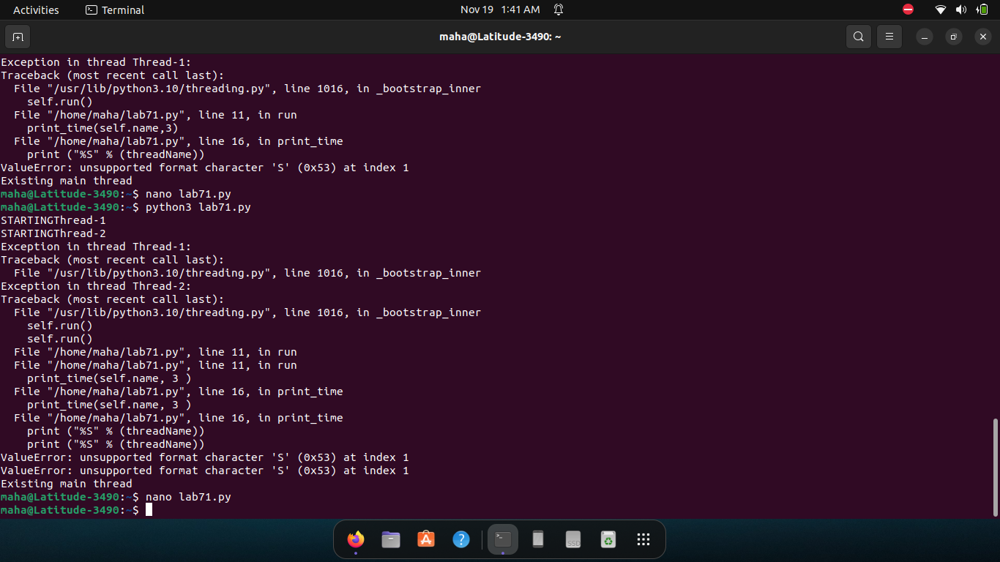 Activities
Terminal
Nov 19 1:41 AM
maha@Latitude-3490: ~
Exception in thread Thread-1:
Traceback (most recent call last):
  File "/usr/lib/python3.10/threading.py", line 1016, in _bootstrap_inner
    self.run()
  File "/home/maha/lab71.py", line 11, in run
    print_time(self.name,3)
  File "/home/maha/lab71.py", line 16, in print_time
    print ("%S" % (threadName))
ValueError: unsupported format character 'S' (0x53) at index 1
Existing main thread
maha@Latitude-3490:~$ nano lab71.py
maha@Latitude-3490:~$ python3 lab71.py
STARTINGThread-1
STARTINGThread-2
Exception in thread Thread-1:
Traceback (most recent call last):
  File "/usr/lib/python3.10/threading.py", line 1016, in _bootstrap_inner
Exception in thread Thread-2:
Traceback (most recent call last):
  File "/usr/lib/python3.10/threading.py", line 1016, in _bootstrap_inner
    self.run()
    self.run()
  File "/home/maha/lab71.py", line 11, in run
  File "/home/maha/lab71.py", line 11, in run
    print_time(self.name, 3 )
  File "/home/maha/lab71.py", line 16, in print_time
    print_time(self.name, 3 )
  File "/home/maha/lab71.py", line 16, in print_time
    print ("%S" % (threadName))
    print ("%S" % (threadName))
ValueError: unsupported format character 'S' (0x53) at index 1
ValueError: unsupported format character 'S' (0x53) at index 1
Existing main thread
maha@Latitude-3490:~$ nano lab71.py
maha@Latitude-3490:~$
SSD